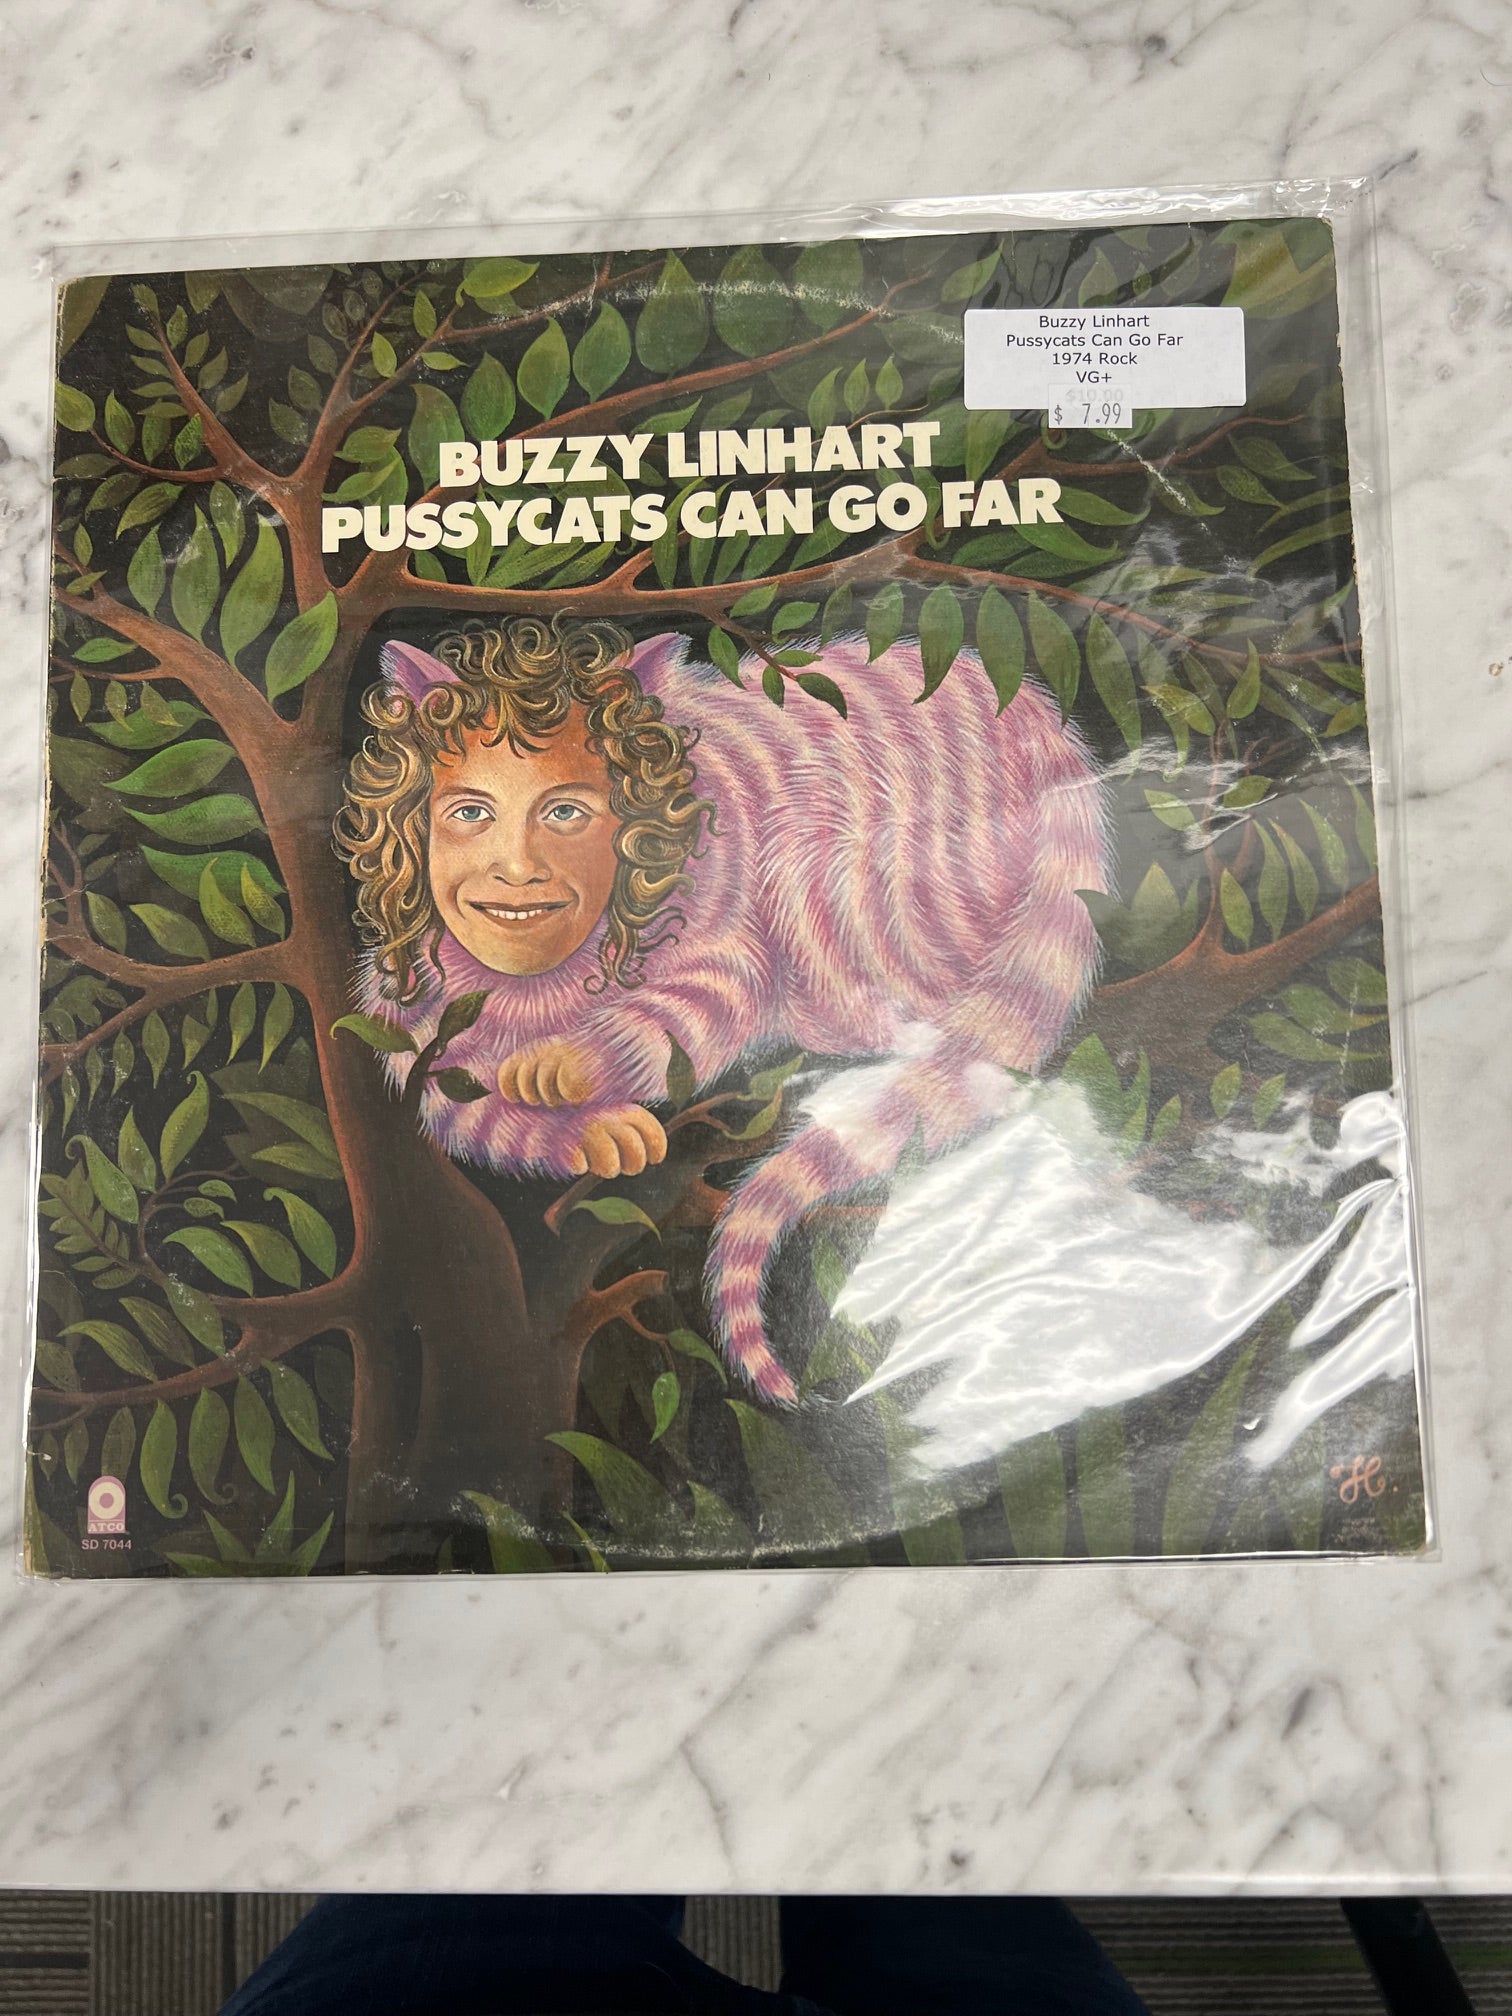 Buzzy Linhart
Pussycats Can Go Far
1974 Rock
VG+
$10.00
$ 7.99
BUZZY LINHART
PUSSYCATS CAN GO FAR
ATCO
SD 7044
H.